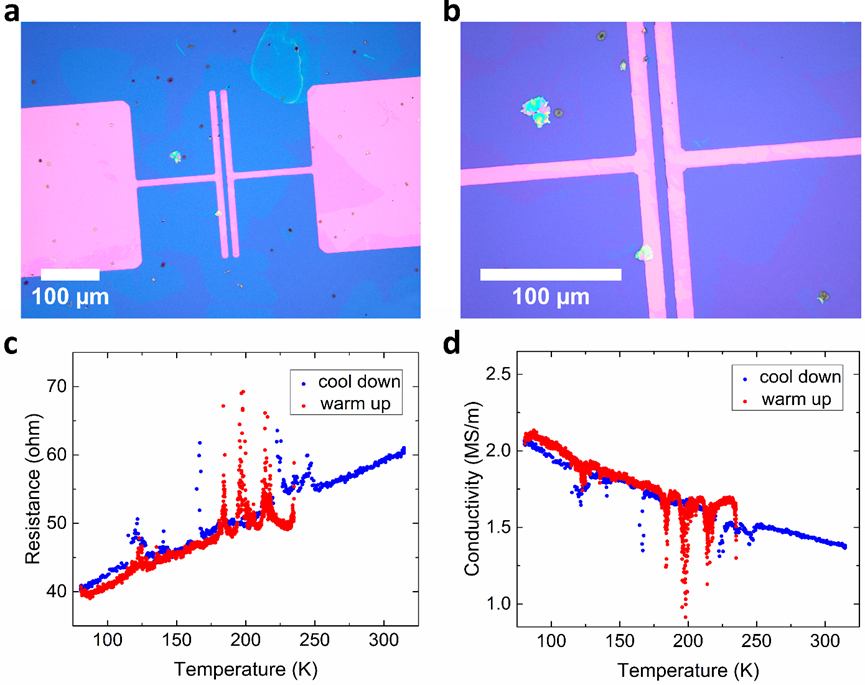 a
b
100 µm
100 µm
c
d
cool down
warm up
Resistance (ohm)
70
60
50
40
100 150 200 250 300
Temperature (K)
cool down
warm up
Conductivity (MS/m)
2.5
2.0
1.5
1.0
100 150 200 250 300
Temperature (K)